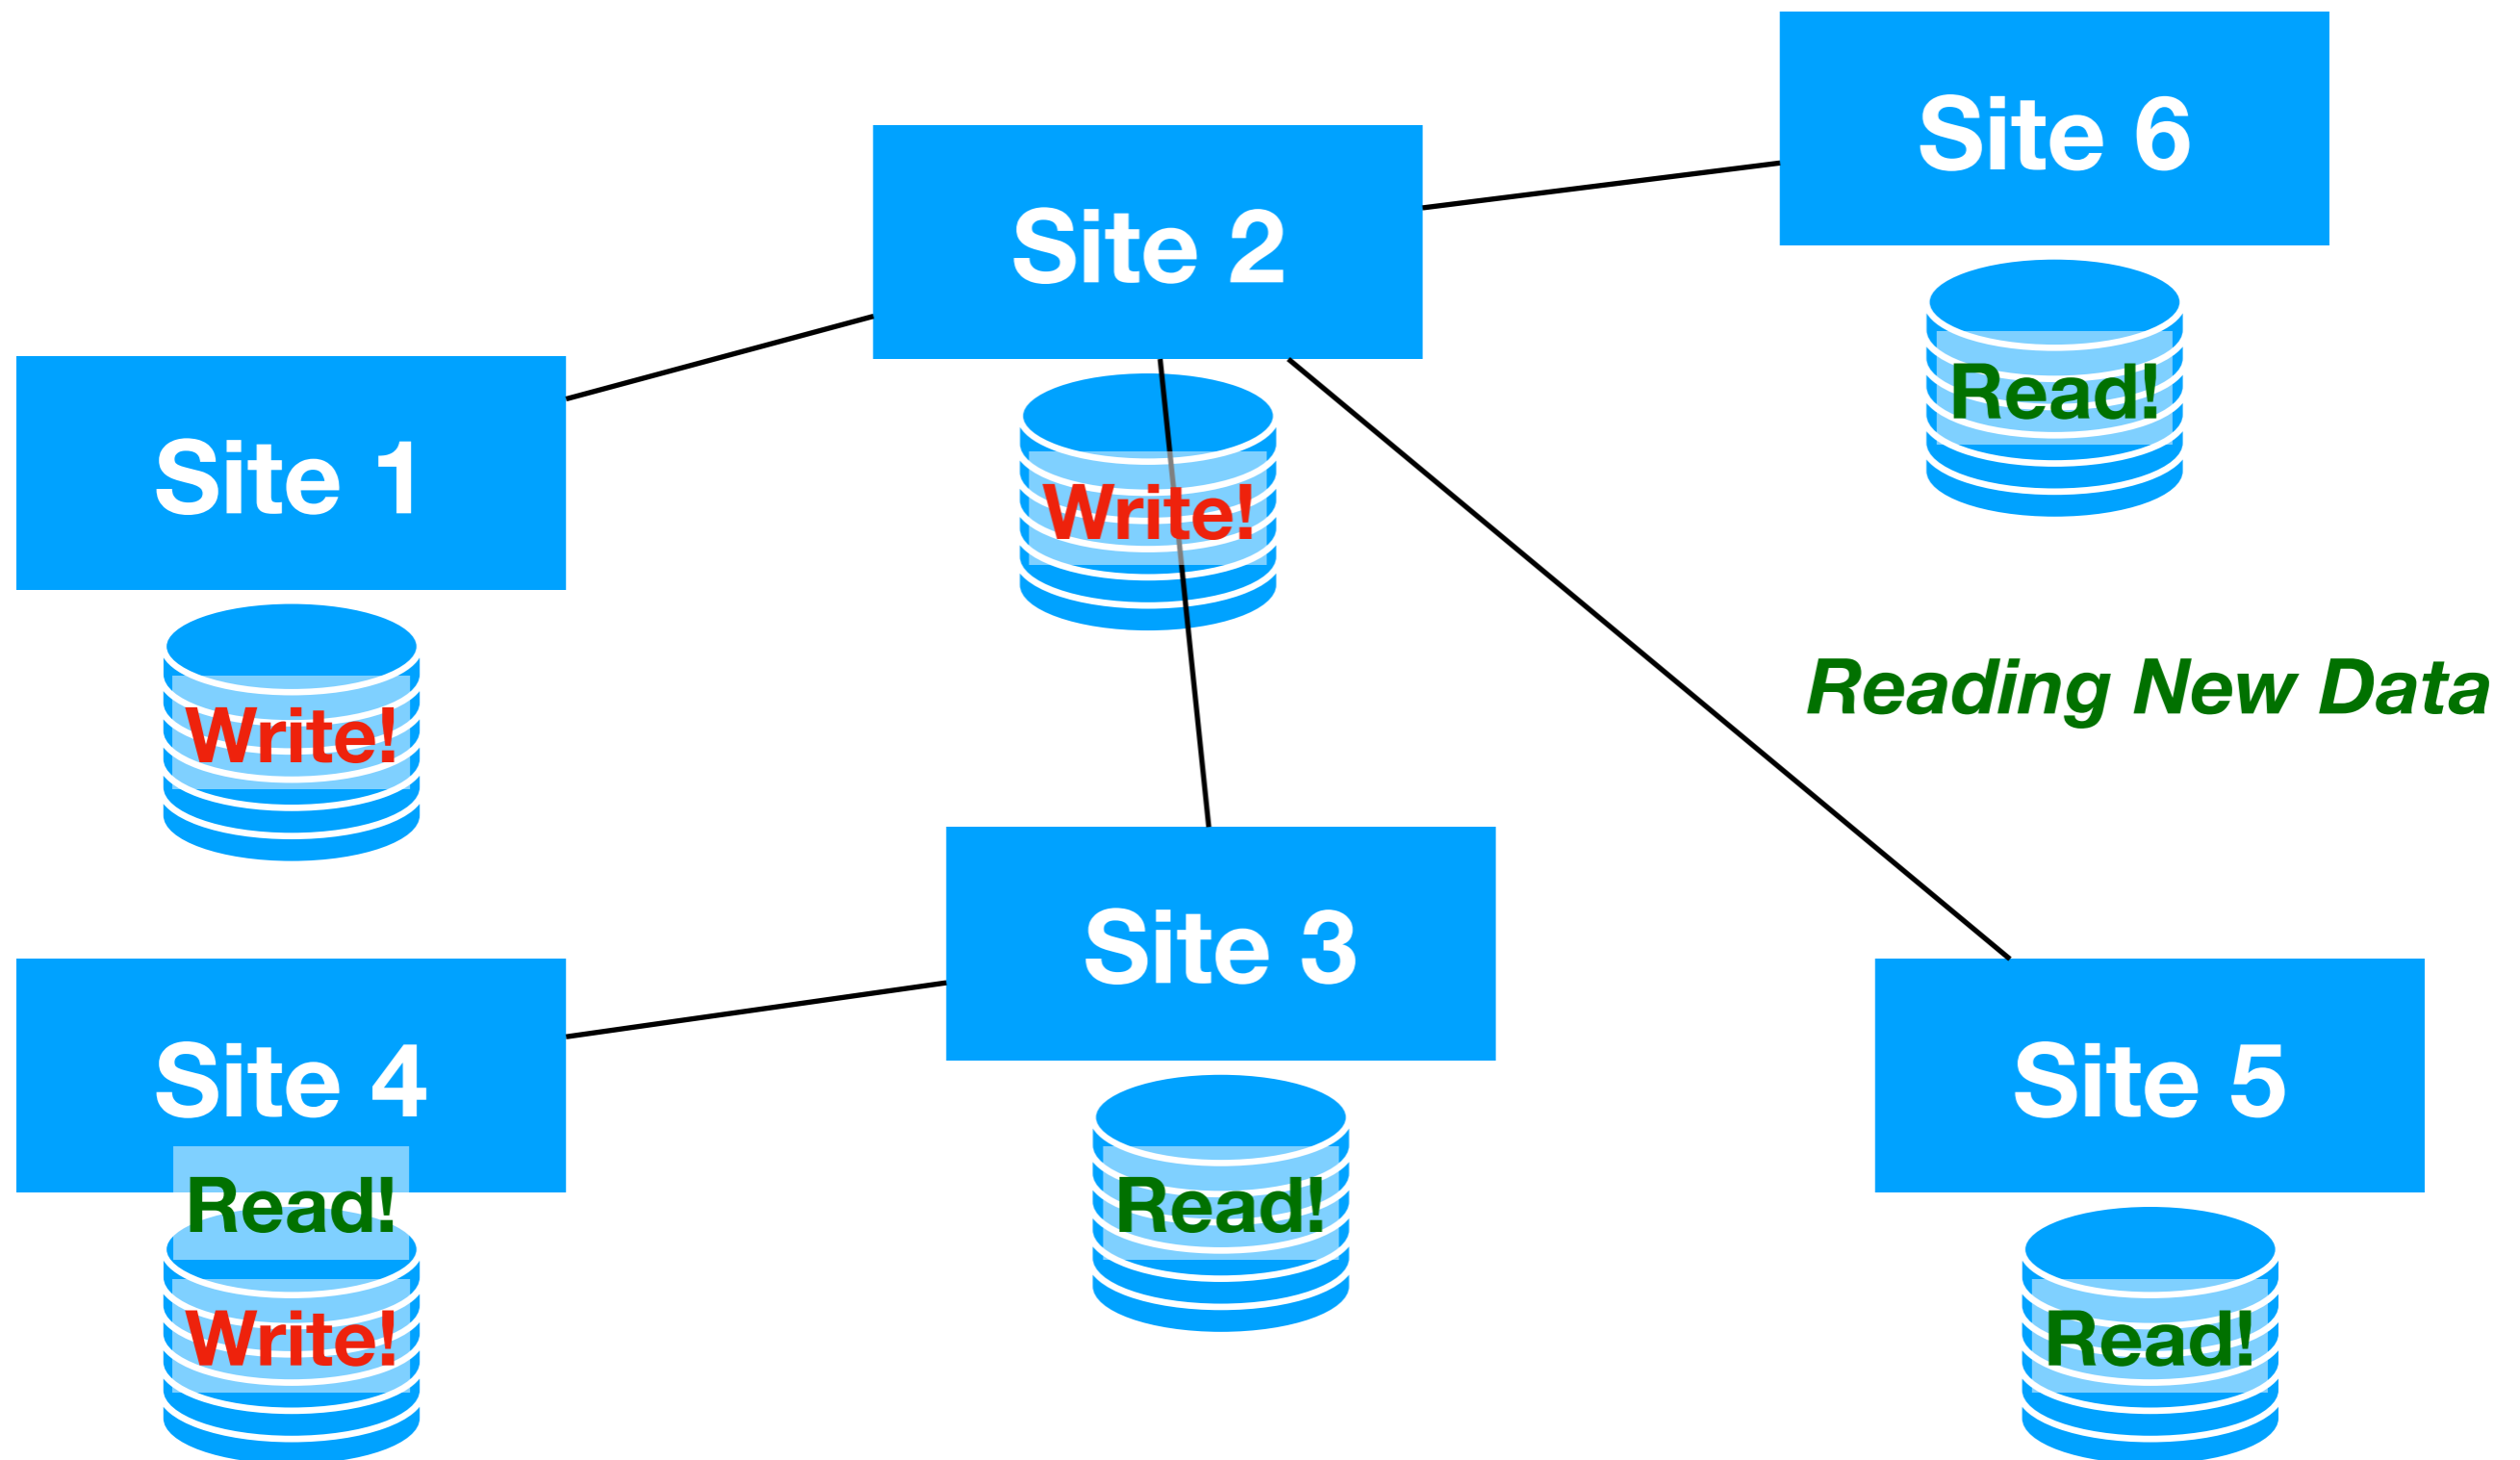 Site 6
Site 2
Read!
Site 1
Write!
Reading New Data
Write!
Site 3
Site 4
Site 5
Read!
Read!
Write!
Read!